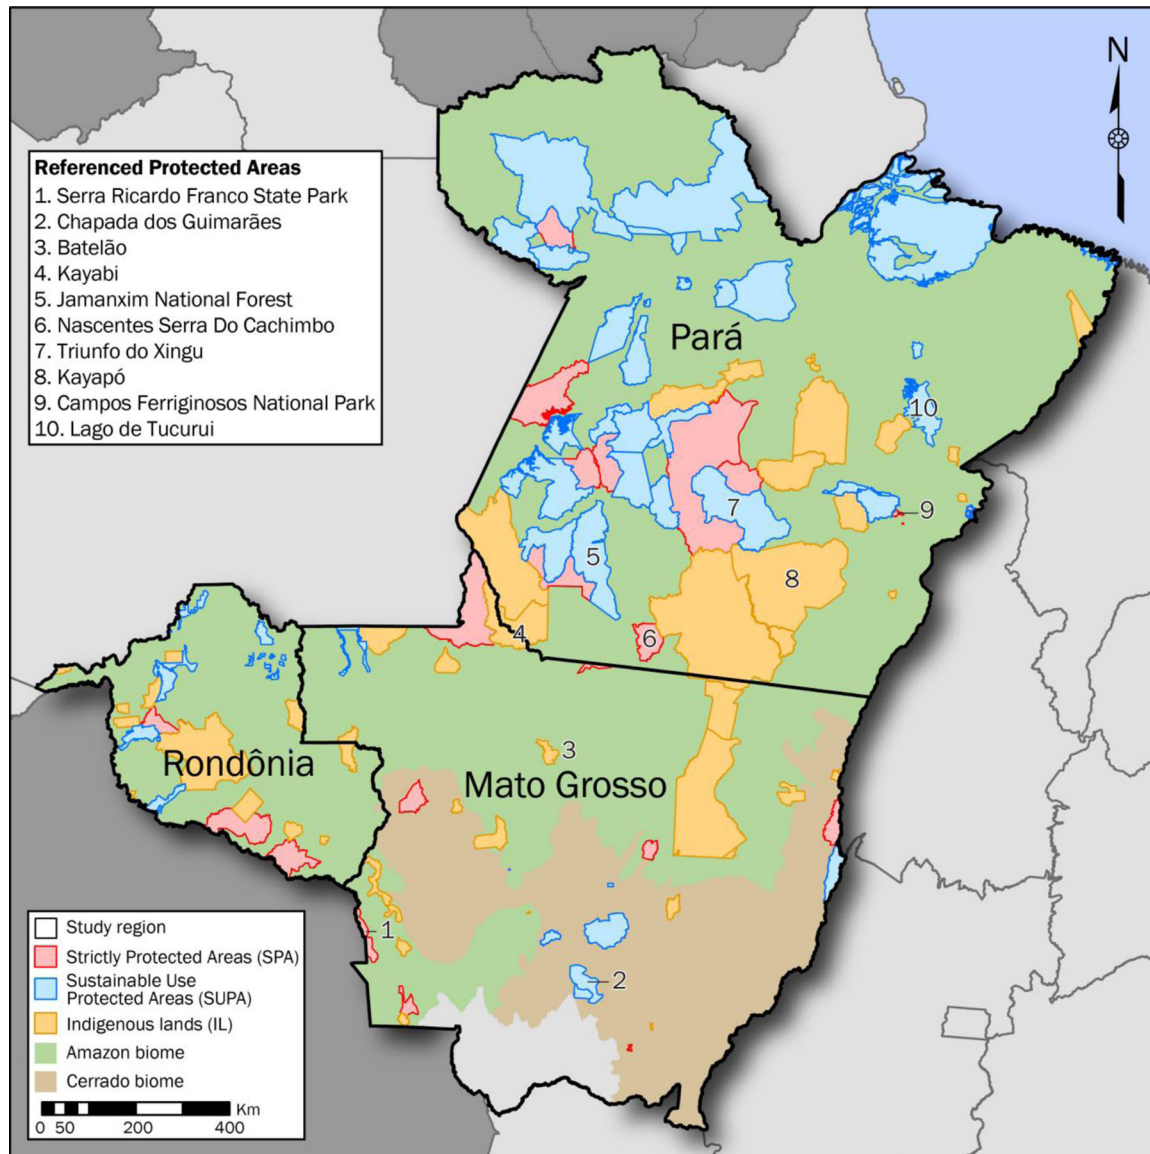 N
Referenced Protected Areas
1. Serra Ricardo Franco State Park
2. Chapada dos Guimarães
3. Batelão
4. Kayabi
5. Jamanxim National Forest
6. Nascentes Serra Do Cachimbo
7. Triunfo do Xingu
8. Kayapó
9. Campos Ferriginosos National Park
10. Lago de Tucurui
Pará
10
7
9
5
8
4
6
3
Rondônia
Mato Grosso
1
2
Study region
Strictly Protected Areas (SPA)
Sustainable Use
Protected Areas (SUPA)
Indigenous lands (IL)
Amazon biome
Cerrado biome
Km
0 50 200 400